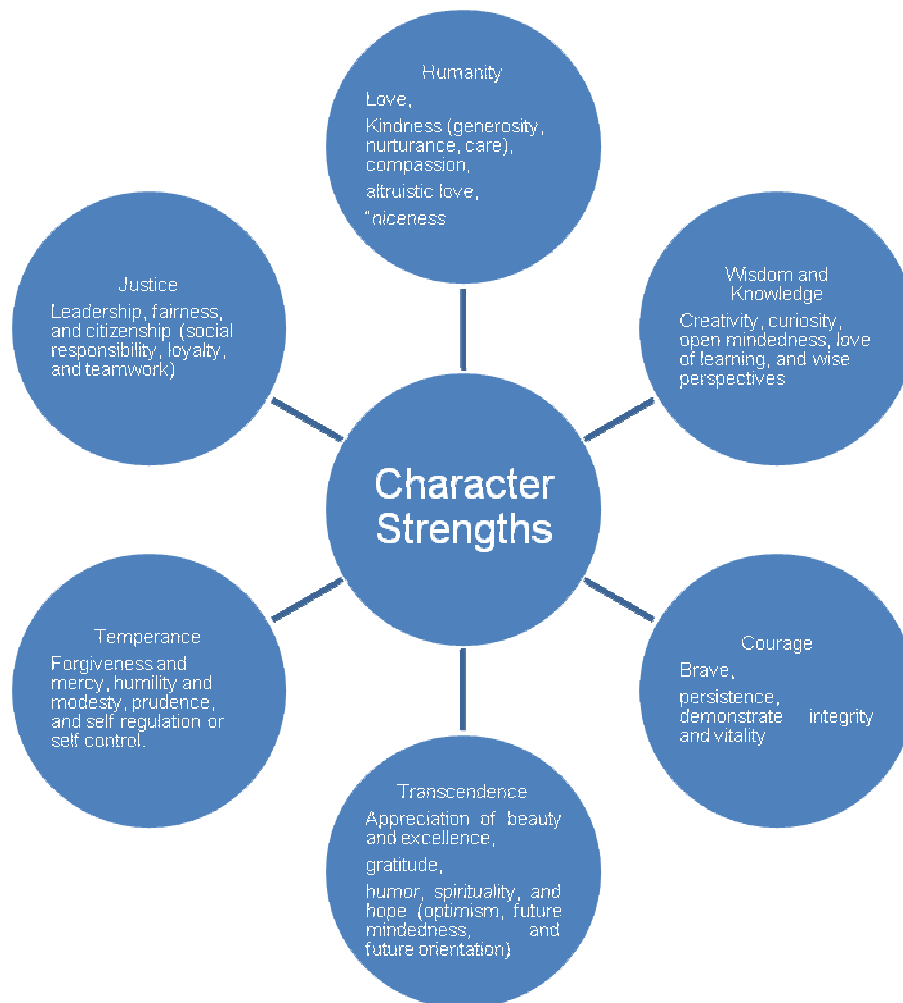 Humanity
Love,
Kindness (generosity,
nurturance, care),
compassion,
altruistic love,
“niceness
Wisdom and
Knowledge
Creativity, curiosity,
open mindedness, love
of learning, and wise
perspectives
Courage
Brave,
persistence,
demonstrate integrity
and vitality
Transcendence
Appreciation of beauty
and excellence,
gratitude,
humor, spirituality, and
hope (optimism, future
mindedness, and
future orientation)
Temperance
Forgiveness and
mercy, humility and
modesty, prudence,
and self regulation or
self control.
Justice
Leadership, fairness,
and citizenship (social
responsibility, loyalty,
and teamwork)
Character
Strengths